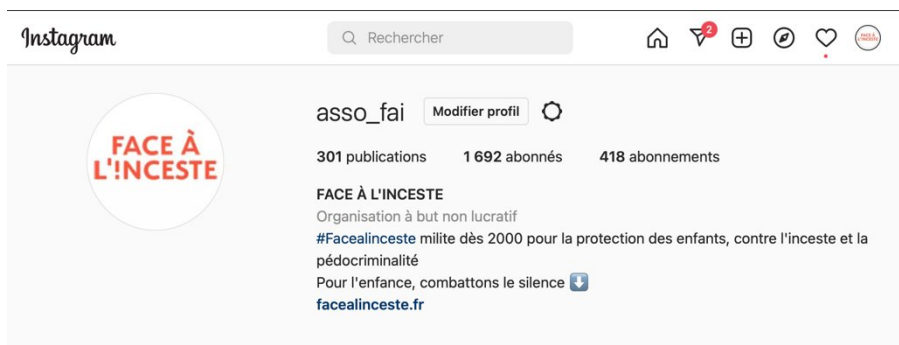 Instagram
Rechercher
2
FACE À
L'INCESTE
FACE À
L'!NCESTE
asso_fai Modifier profil
301 publications 1 692 abonnés 418 abonnements
FACE À L'INCESTE
Organisation à but non lucratif
#Facealinceste milite dès 2000 pour la protection des enfants, contre l'inceste et la
pédocriminalité
Pour l'enfance, combattons le silence ⬇️
facealinceste.fr